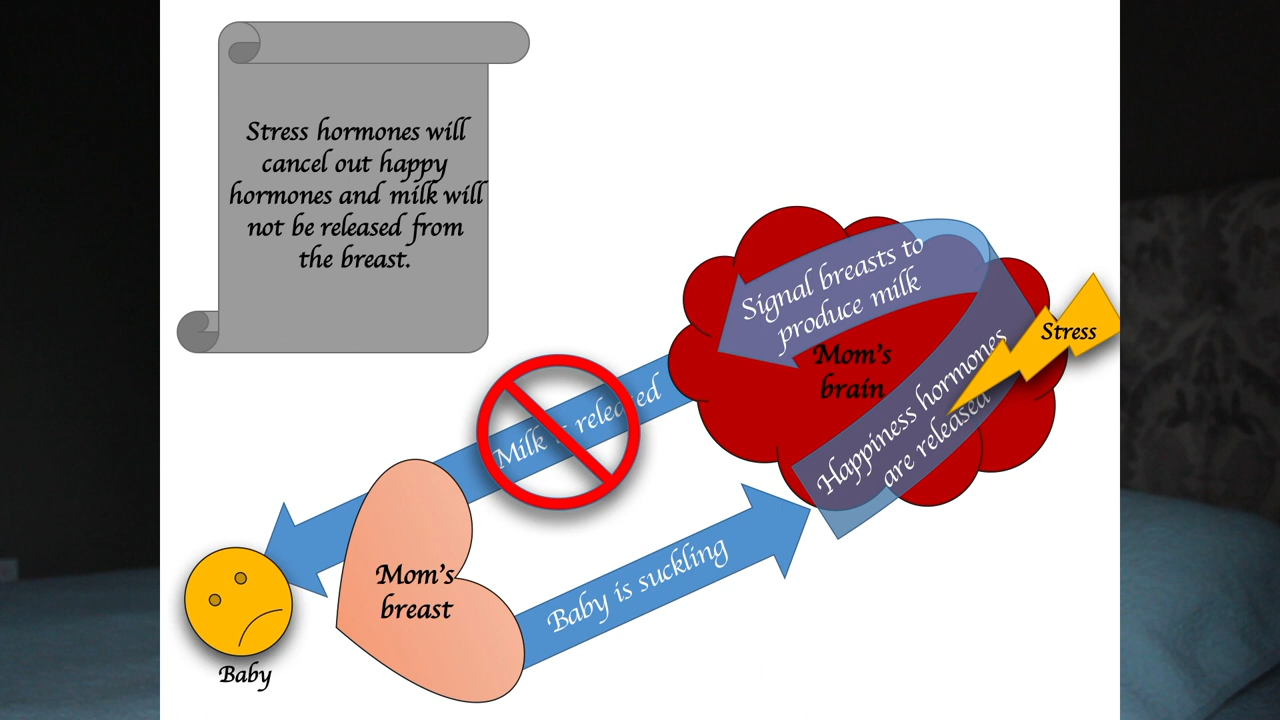 Stress hormones will
cancel out happy
hormones and milk will
not be released from
the breast.
Signal breasts to
produce milk
Mom's
brain
Stress
Happiness hormones
are released
Milk is released
Baby is suckling
Mom's
breast
Baby